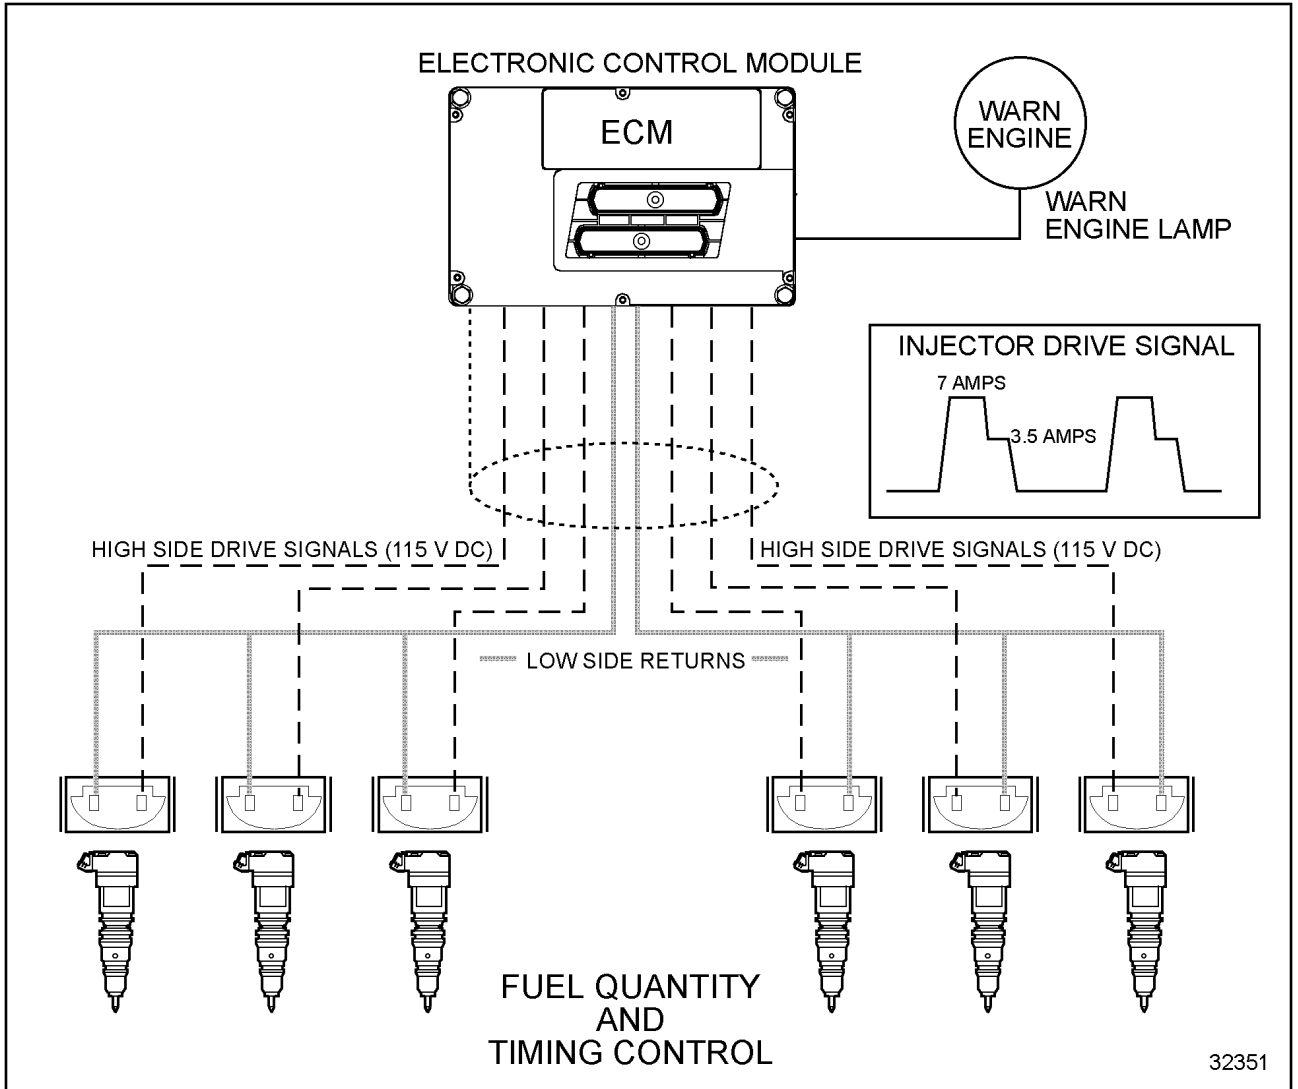 ELECTRONIC CONTROL MODULE
ECM
WARN
ENGINE
WARN
ENGINE LAMP
INJECTOR DRIVE SIGNAL
7 AMPS
3.5 AMPS
HIGH SIDE DRIVE SIGNALS (115 V DC)
HIGH SIDE DRIVE SIGNALS (115 V DC)
LOW SIDE RETURNS
FUEL QUANTITY
AND
TIMING CONTROL
32351